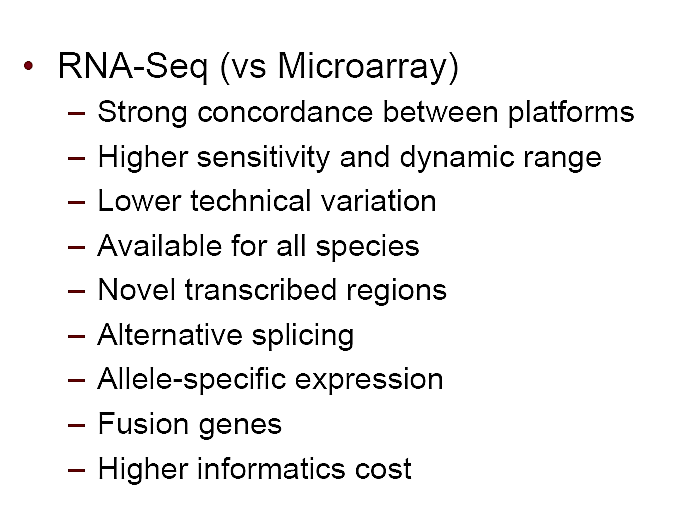 • RNA-Seq (vs Microarray)
– Strong concordance between platforms
– Higher sensitivity and dynamic range
– Lower technical variation
– Available for all species
– Novel transcribed regions
– Alternative splicing
– Allele-specific expression
– Fusion genes
– Higher informatics cost